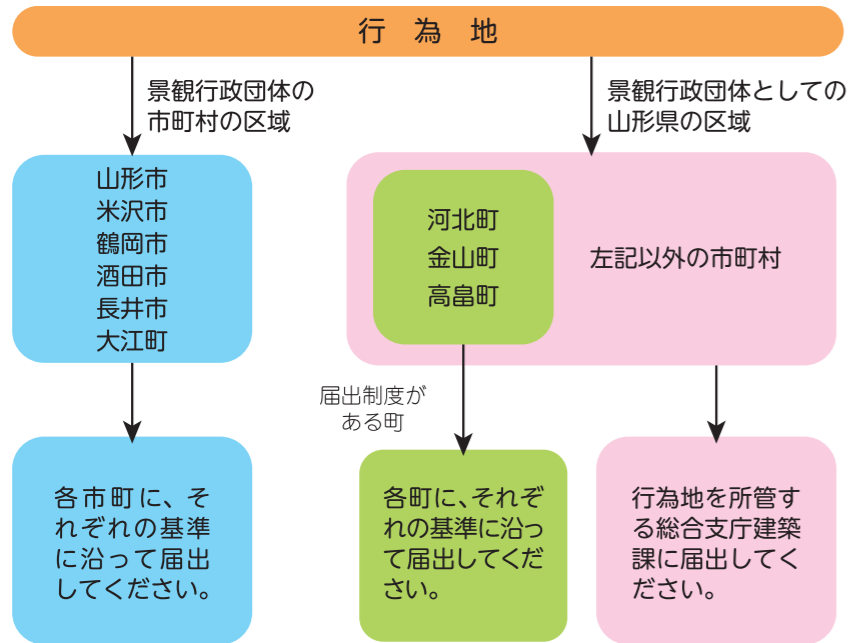 行為地
景観行政団体の
市町村の区域
景観行政団体としての
山形県の区域
山形市
米沢市
鶴岡市
酒田市
長井市
大江町
河北町
金山町
高畠町
左記以外の市町村
届出制度が
ある町
各市町に、そ
れぞれの基準
に沿って届出
してください。
各町に、それぞ
れの基準に沿っ
て届出してくだ
さい。
行為地を所管す
る総合支庁建築
課に届出してく
ださい。